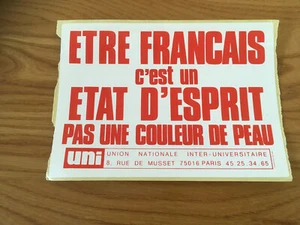 ETRE FRANCAIS
c'est un
ETAT D'ESPRIT
PAS UNE COULEUR DE PEAU
uni UNION NATIONALE INTER-UNIVERSITAIRE
8, RUE DE MUSSET 75016 PARIS 45.25.34.65